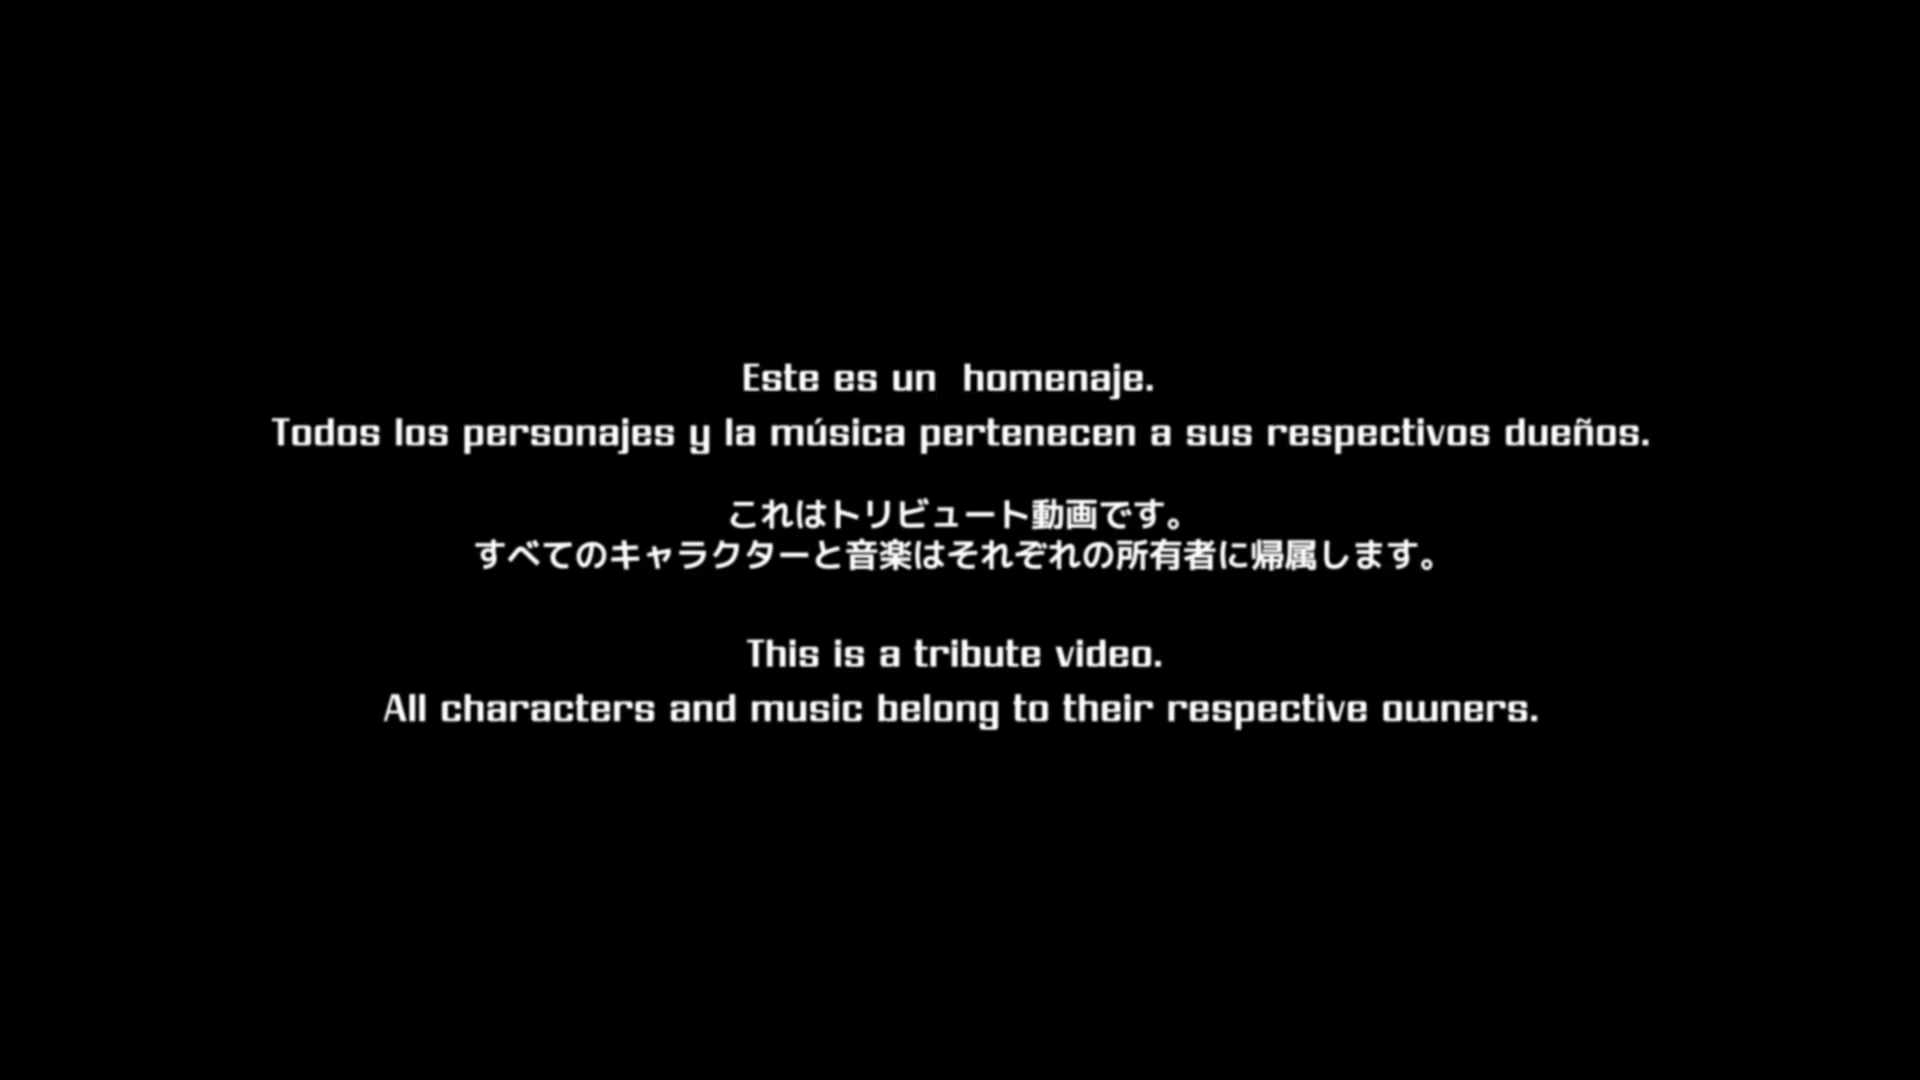 Este es un  homenaje.
Todos los personajes y la música pertenecen a sus respectivos dueños.
これはトリビュート動画です。
すべてのキャラクターと音楽はそれぞれの所有者に帰属します。
This is a tribute video.
All characters and music belong to their respective owners.